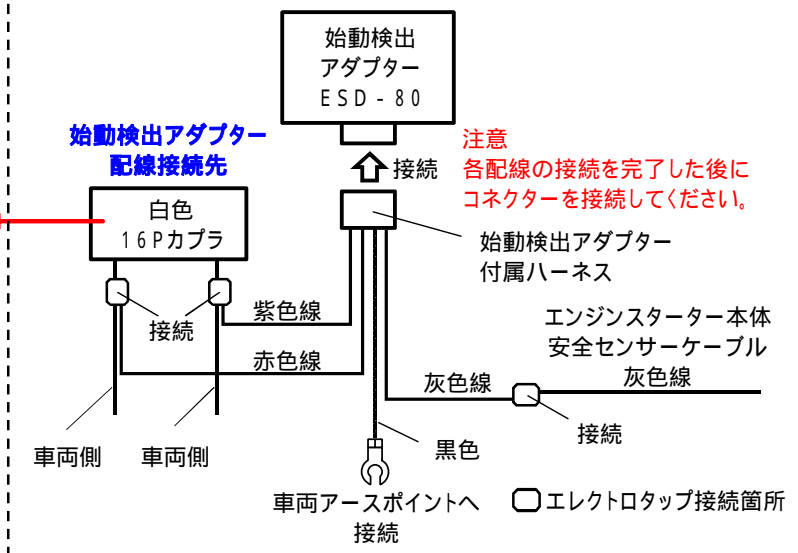 始動検出
アダプター
ESD-80
始動検出アダプター
配線接続先
接続
注意
各配線の接続を完了した後に
コネクターを接続してください。
白色
16Pカプラ
始動検出アダプター
付属ハーネス
接続
紫色線
赤色線
エンジンスターター本体
安全センサーケーブル
灰色線
灰色線
接続
黒色
車両側
車両側
車両アースポイントへ
接続
エレクトロタップ接続箇所